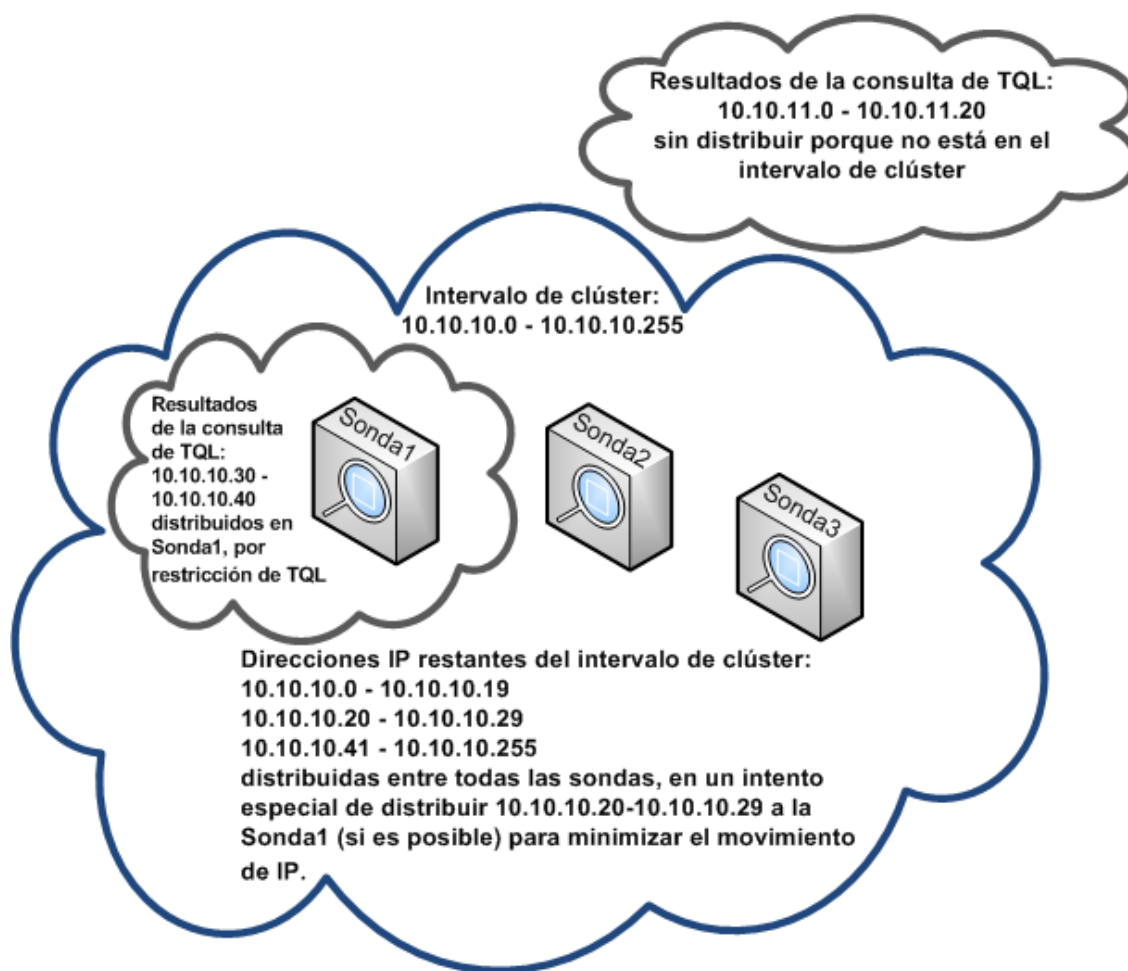 Resultados de la consulta de TQL:
10.10.11.0 - 10.10.11.20
sin distribuir porque no está en el
intervalo de clúster
Intervalo de clúster:
10.10.10.0 - 10.10.10.255
Resultados
de la consulta
de TQL:
10.10.10.30 -
10.10.10.40
distribuidos en
Sonda1, por
restricción de TQL
Sonda1
Sonda2
Sonda3
Direcciones IP restantes del intervalo de clúster:
10.10.10.0 - 10.10.10.19
10.10.10.20 - 10.10.10.29
10.10.10.41 - 10.10.10.255
distribuidas entre todas las sondas, en un intento
especial de distribuir 10.10.10.20-10.10.10.29 a la
Sonda1 (si es posible) para minimizar el movimiento
de IP.